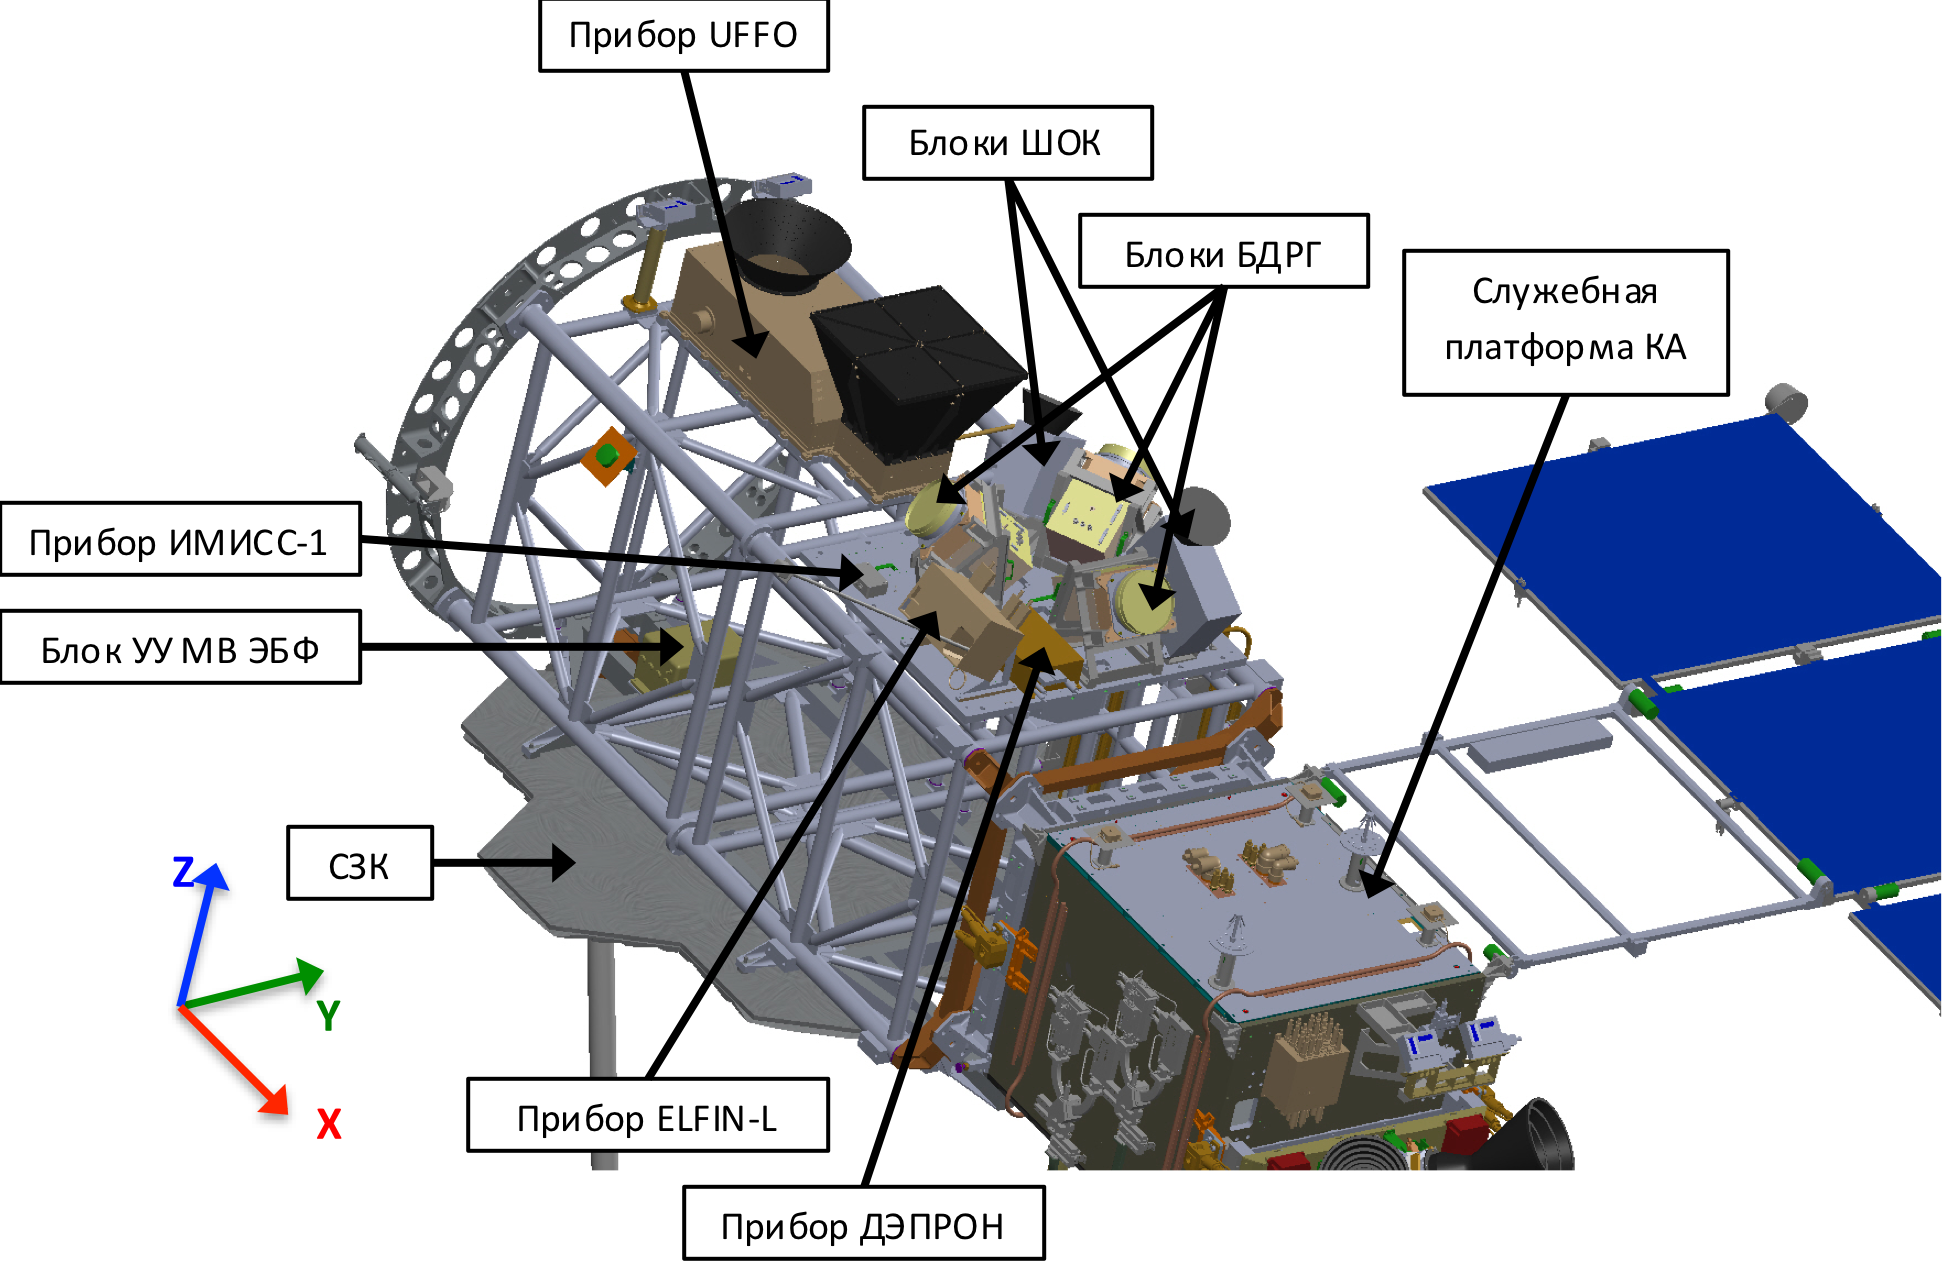 Прибор UFFO
Блоки ШОК
Блоки БДРГ
Служебная
платформа КА
Прибор ИМИСС-1
Блок УУ МВ ЭБФ
СЗК
Z
Y
X
Прибор ELFIN-L
Прибор ДЭПРОН